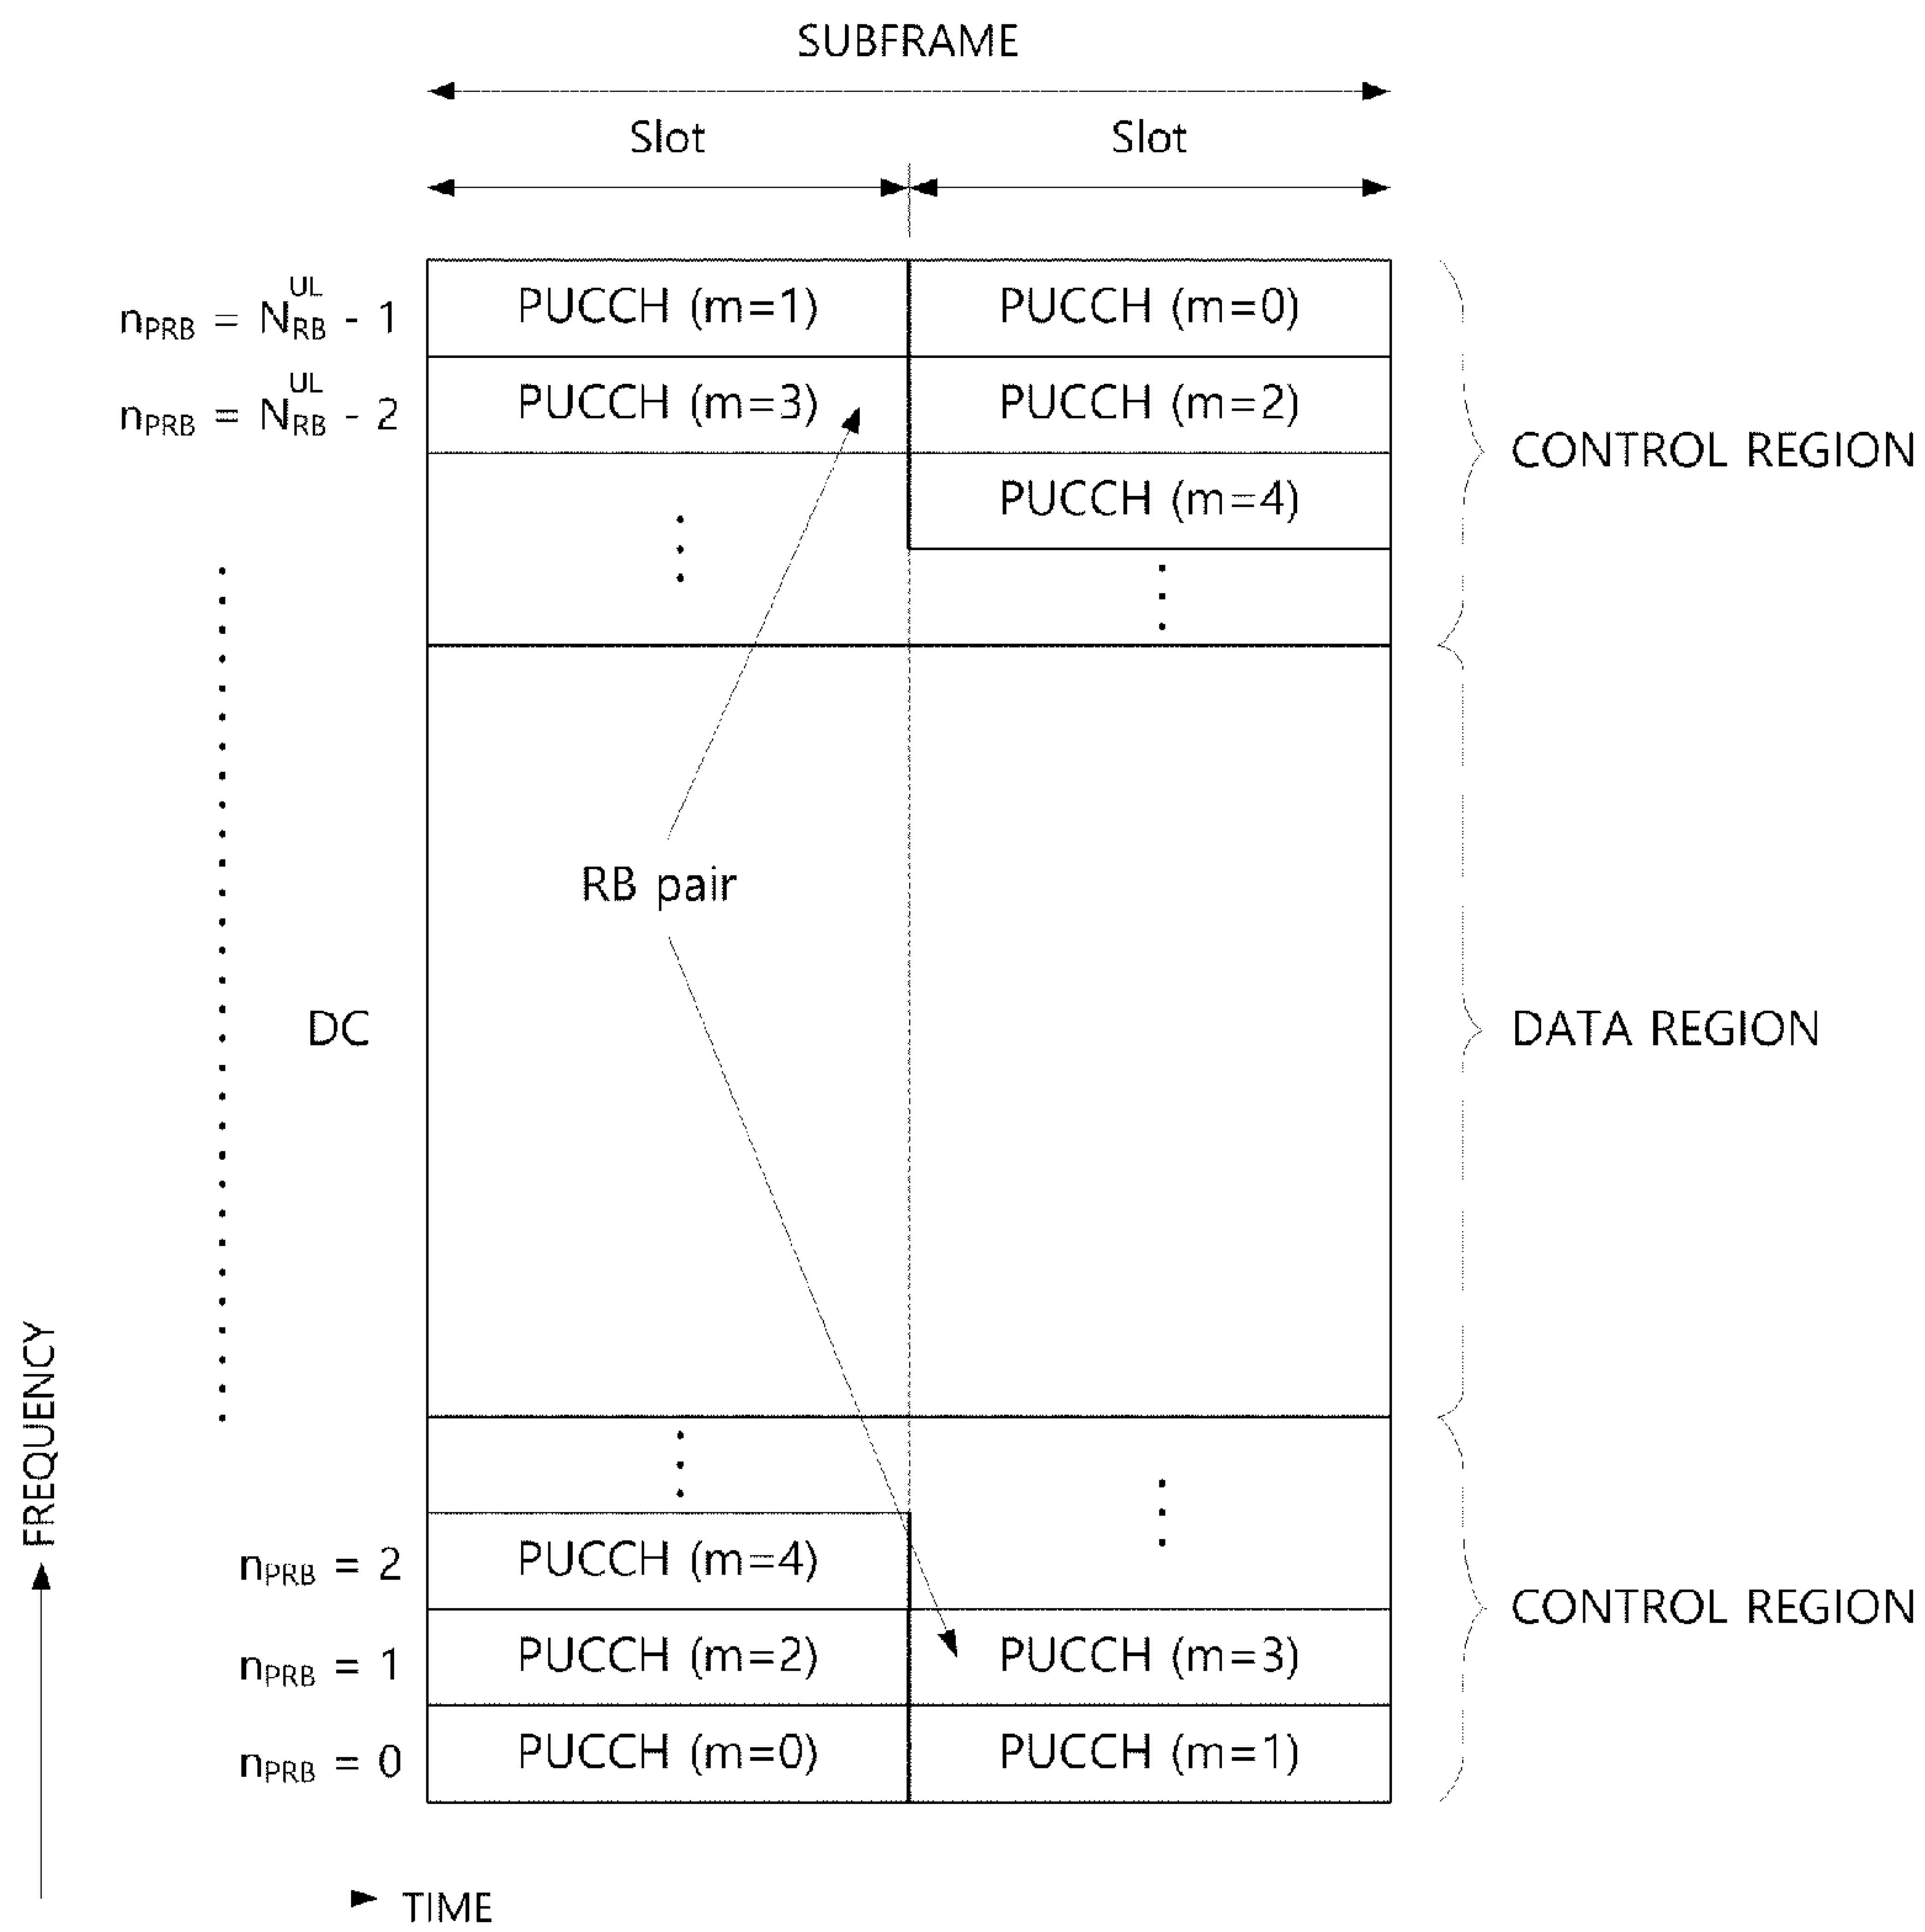 SUBFRAME
Slot Slot
n_PRB = N_RB^UL - 1 PUCCH (m=1) PUCCH (m=0)
n_PRB = N_RB^UL - 2 PUCCH (m=3) PUCCH (m=2)
CONTROL REGION
PUCCH (m=4)
RB pair
DC
DATA REGION
FREQUENCY
n_PRB = 2 PUCCH (m=4)
CONTROL REGION
n_PRB = 1 PUCCH (m=2) PUCCH (m=3)
n_PRB = 0 PUCCH (m=0) PUCCH (m=1)
TIME